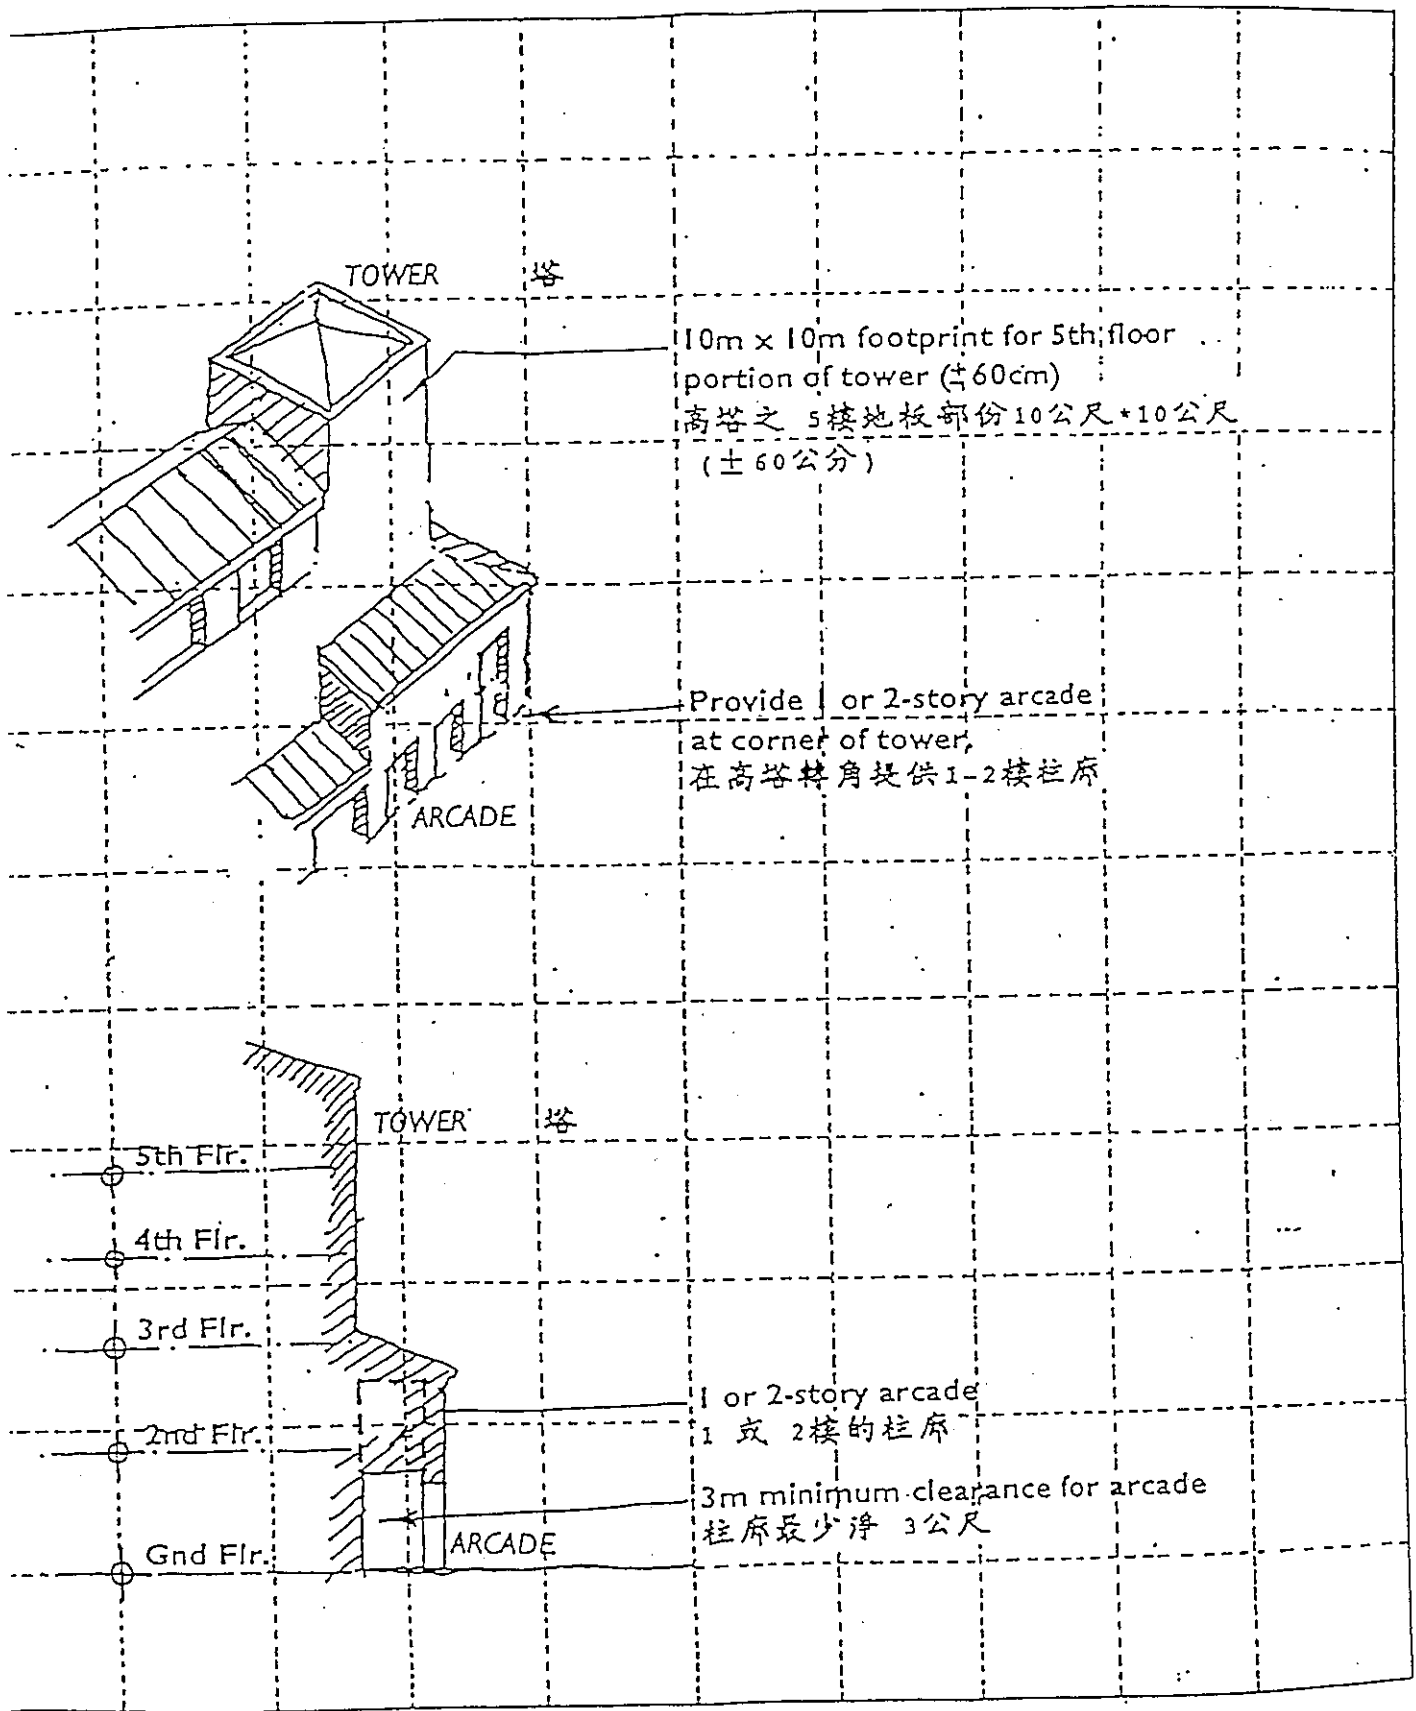 TOWER 塔
10m x 10m footprint for 5th floor
portion of tower (±60cm)
高塔之 5楼地板部份10公尺*10公尺
(±60公分)
Provide 1 or 2-story arcade
at corner of tower.
在高塔轉角提供1-2楼柱廊
ARCADE
TOWER 塔
5th Flr.
4th Flr.
3rd Flr.
1 or 2-story arcade
1 或 2楼的柱廊
2nd Flr.
3m minimum clearance for arcade
柱廊最少淨 3公尺
ARCADE
Gnd Flr.